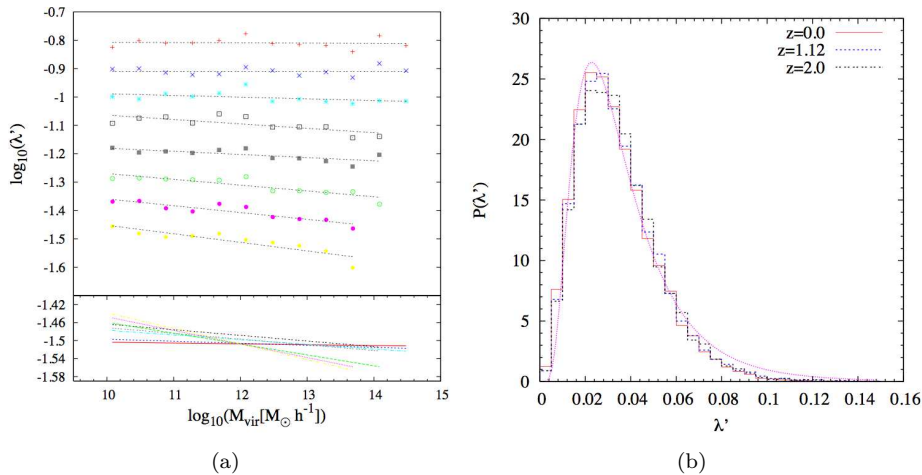 -0.7
-0.8
-0.9
-1
-1.1
-1.2
-1.3
-1.4
-1.5
-1.6
log₁₀(λ')
-1.42
-1.46
-1.5
-1.54
-1.58
10 11 12 13 14 15
log₁₀(M_vir[M_⊙ h⁻¹])
(a)
30
25
20
15
10
5
0
P(λ')
z=0.0
z=1.12
z=2.0
0 0.02 0.04 0.06 0.08 0.1 0.12 0.14 0.16
λ'
(b)